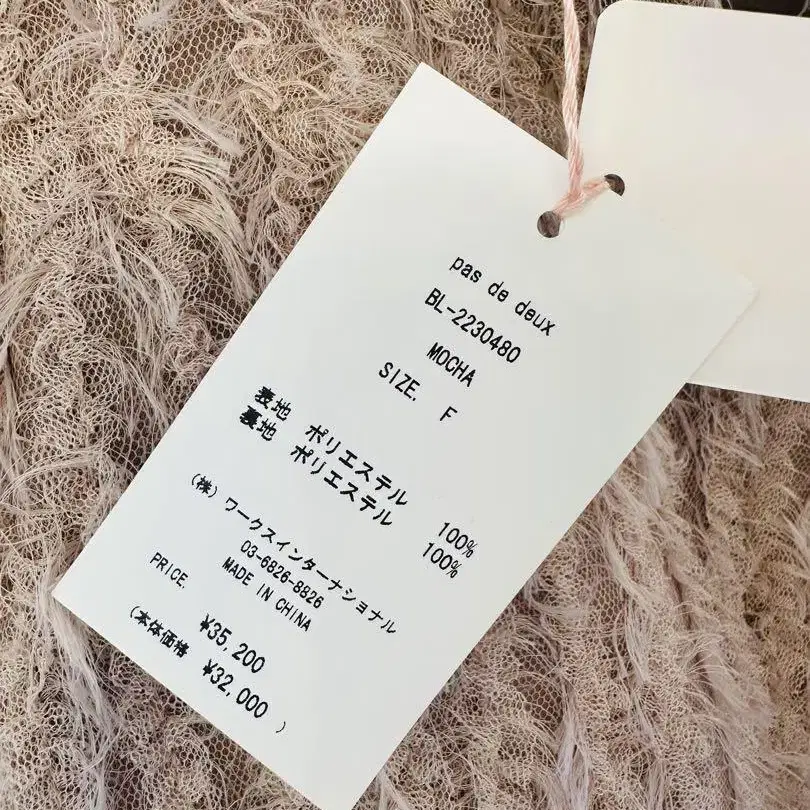 pas de deux
BL-2230480
MOCHA
SIZE. F
表地 ポリエステル 100%
裏地 ポリエステル 100%
(株) ワークスインターナショナル
03-6826-8826
MADE IN CHINA
PRICE.
¥35,200
(本体価格 ¥32,000 )